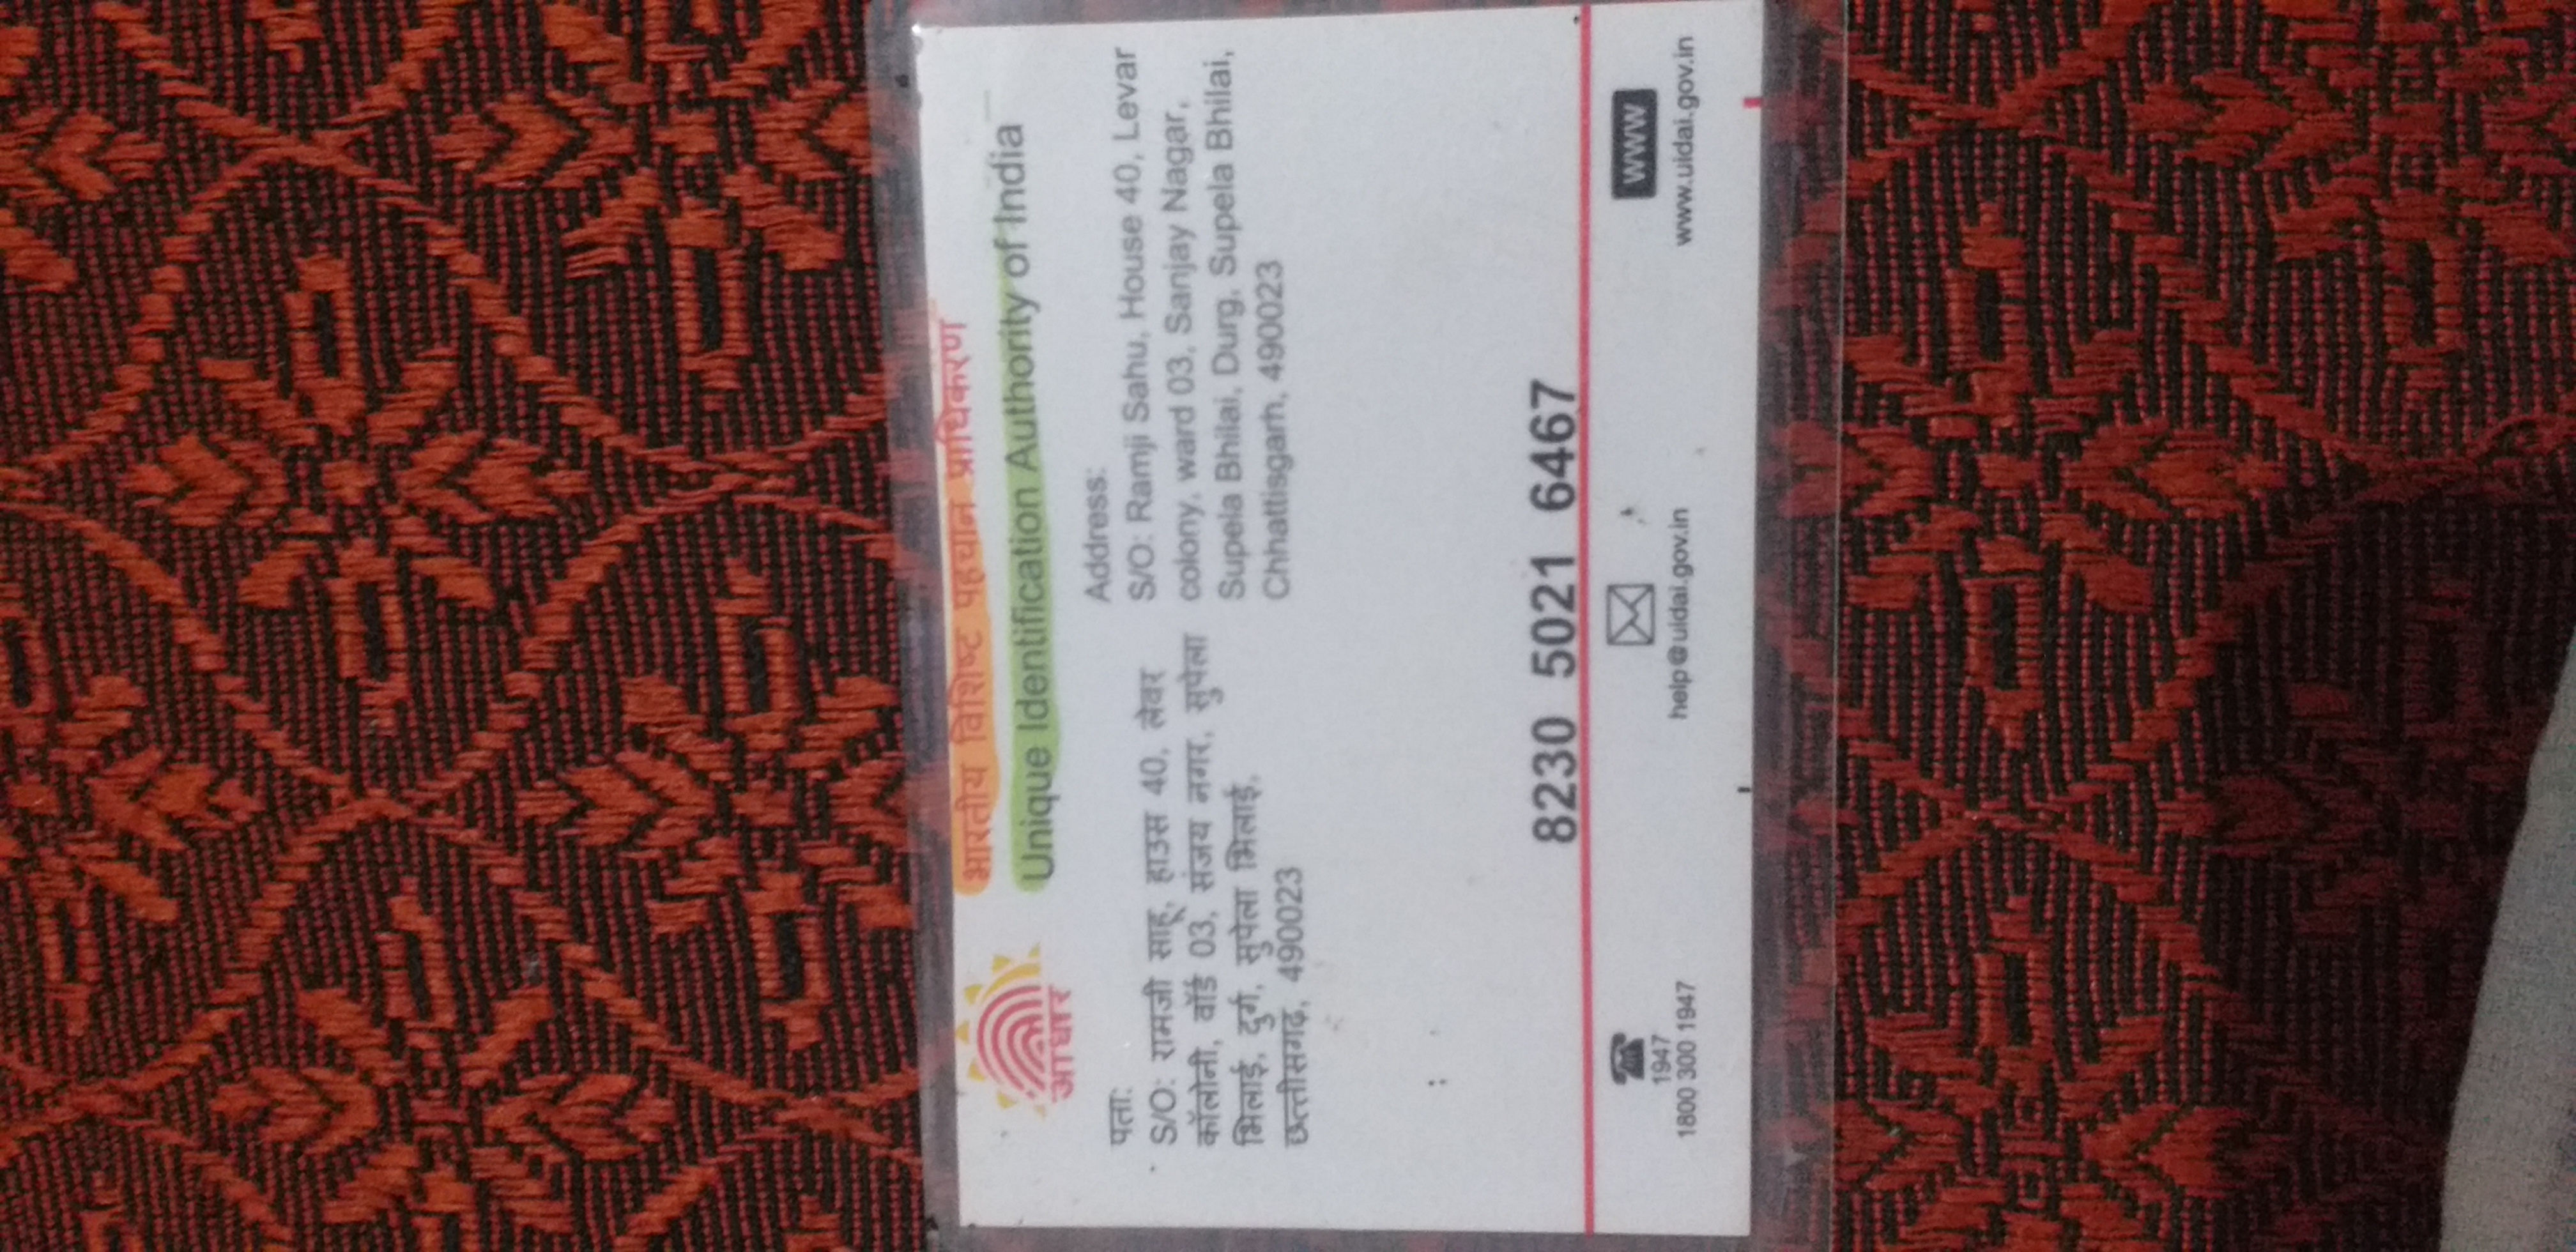 भारतीय विशिष्ट पहचान प्राधिकरण
Unique Identification Authority of India
आधार
पता:
S/O: रामजी साहू, हाउस 40, लेवर
कॉलोनी, वॉर्ड 03, संजय नगर, सुपेला
भिलाई, दुर्ग, सुपेला भिलाई,
छत्तीसगढ़, 490023
Address:
S/O: Ramji Sahu, House 40, Levar
colony, ward 03, Sanjay Nagar,
Supela Bhilai, Durg, Supela Bhilai,
Chhattisgarh, 490023
8230 5021 6467
1947
1800 300 1947
help@uidai.gov.in
WWW
www.uidai.gov.in